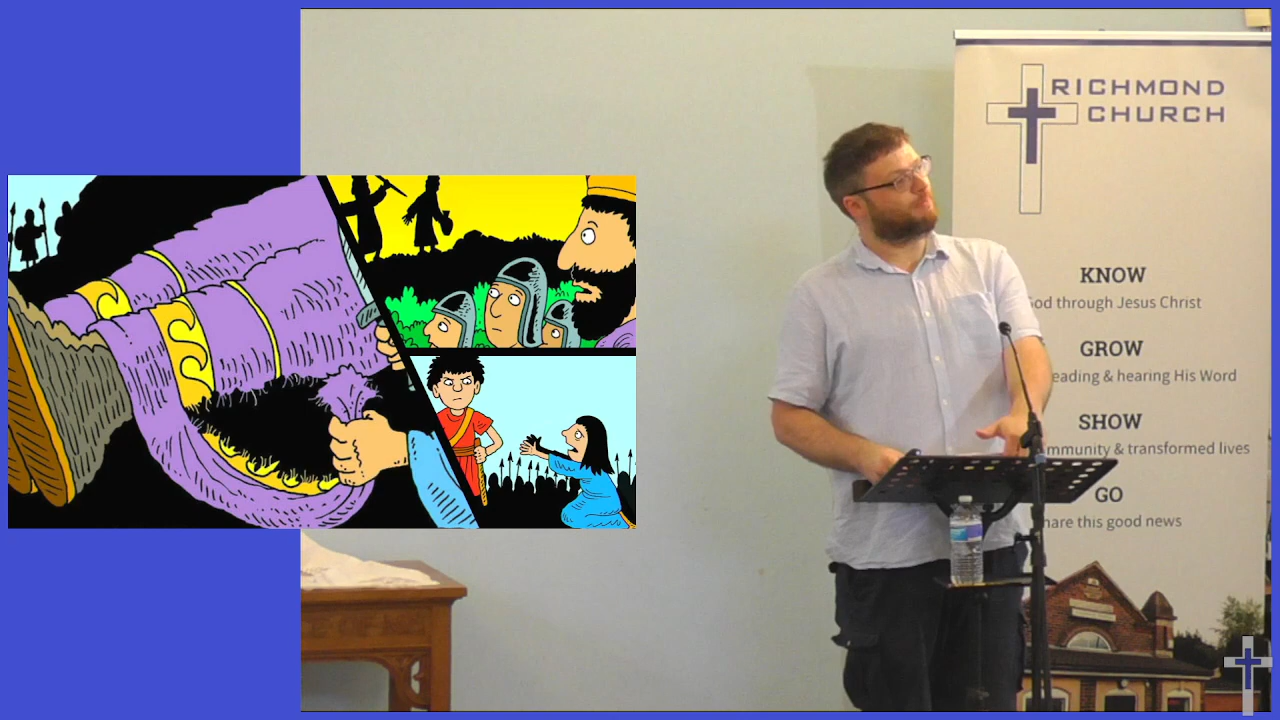 RICHMOND
CHURCH
KNOW
God through Jesus Christ
GROW
eading & hearing His Word
SHOW
mmunity & transformed lives
GO
hare this good news